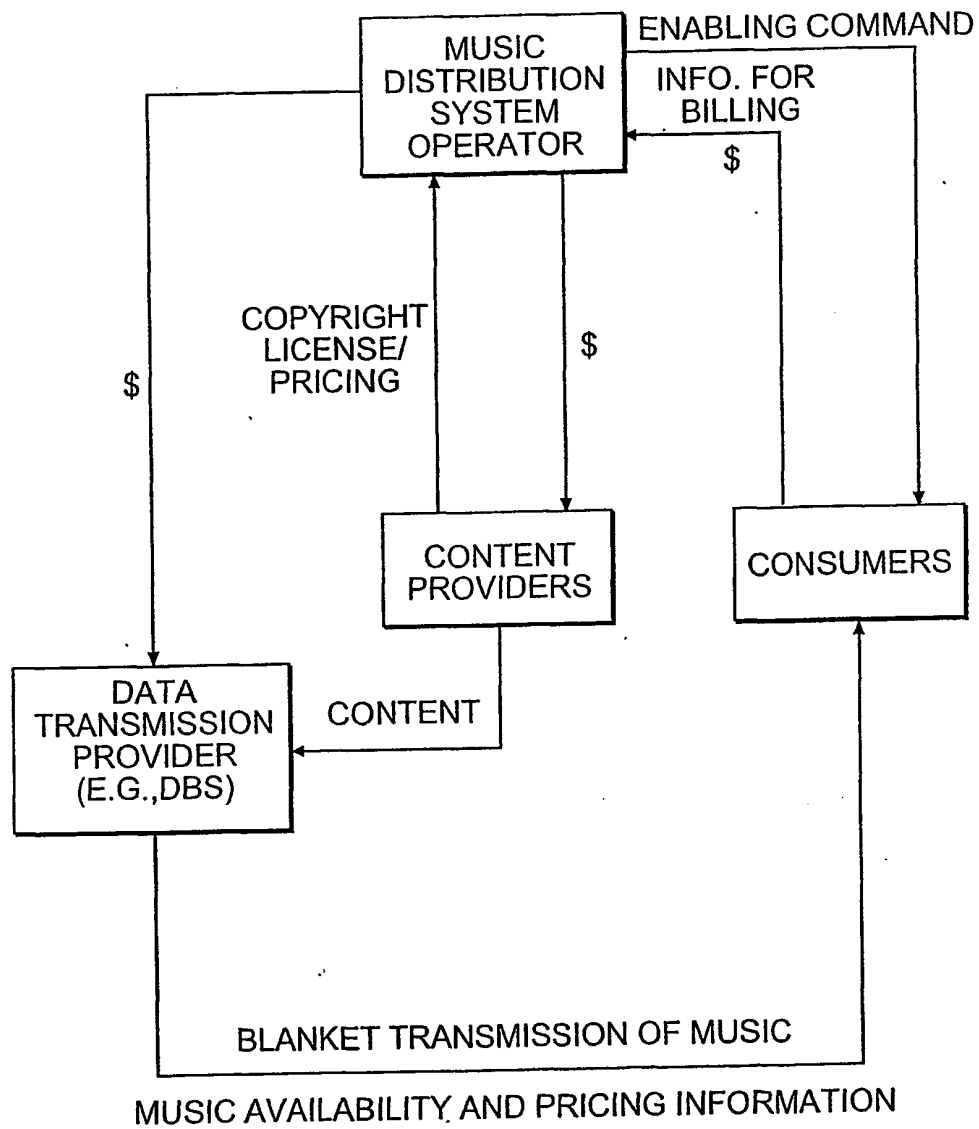 MUSIC
DISTRIBUTION
SYSTEM
OPERATOR
ENABLING COMMAND
INFO. FOR
BILLING
$
COPYRIGHT
LICENSE/
PRICING
$
$
CONTENT
PROVIDERS
CONSUMERS
DATA
TRANSMISSION
PROVIDER
(E.G.,DBS)
CONTENT
BLANKET TRANSMISSION OF MUSIC
MUSIC AVAILABILITY AND PRICING INFORMATION